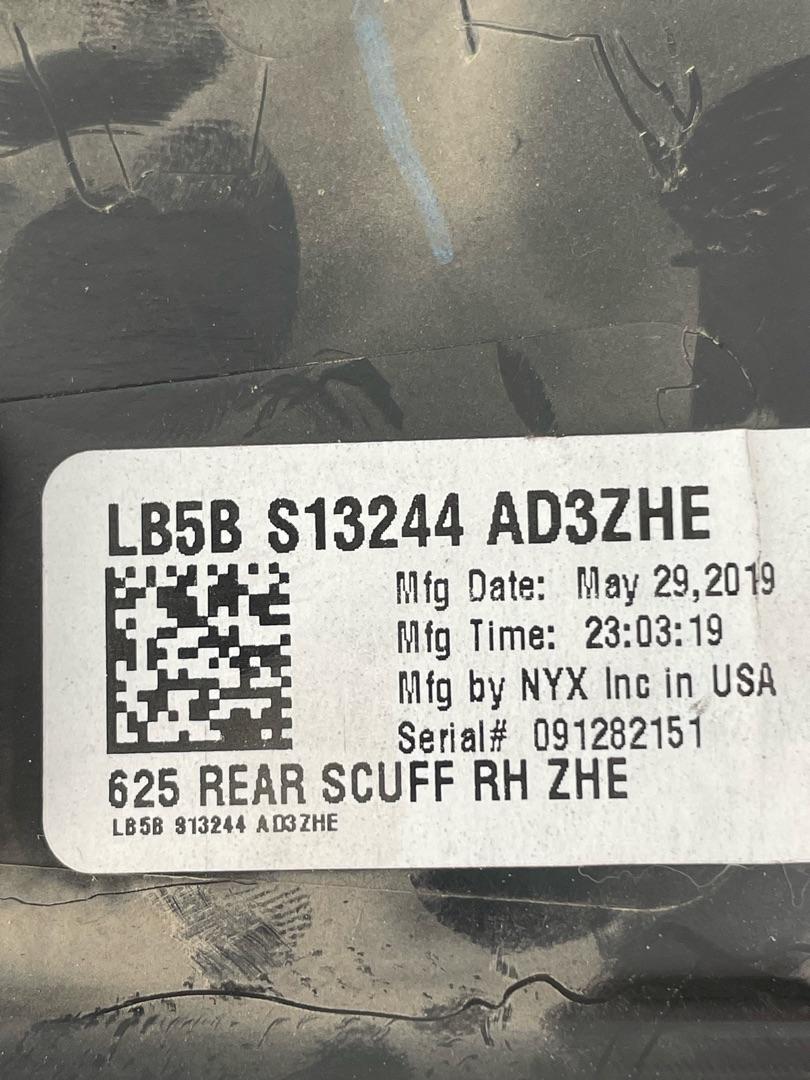 LB5B S13244 AD3ZHE
Mfg Date: May 29,2019
Mfg Time: 23:03:19
Mfg by NYX Inc in USA
Serial# 091282151
625 REAR SCUFF RH ZHE
LB5B S13244 AD3ZHE